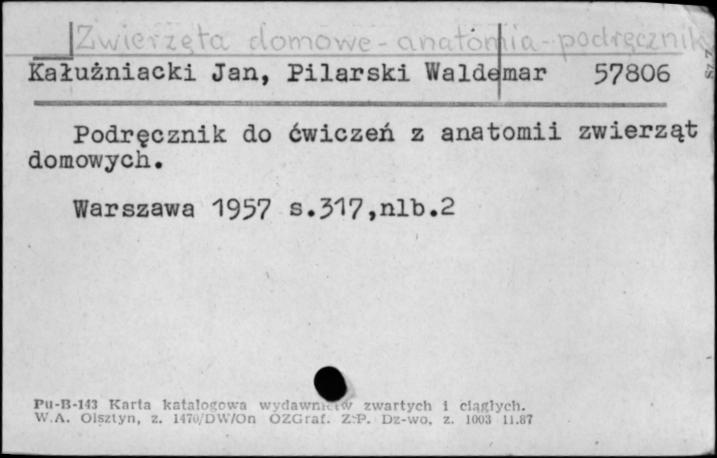 Zwierzęta domowe - anatomia - podręcznik
Kałużniacki Jan, Pilarski Waldemar 57806
Podręcznik do ćwiczeń z anatomii zwierząt
domowych.
Warszawa 1957 s.317,nlb.2
Pu-B-143 Karta katalogowa wydawnictw zwartych i ciągłych.
W.A. Olsztyn, z. 1470/DW/On OZGraf. Z.P. Dz-wo, z. 1003 11.87